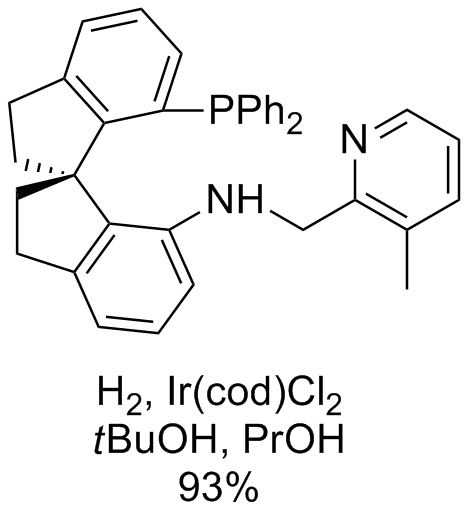 PPh₂
N
NH
H₂, Ir(cod)Cl₂
tBuOH, PrOH
93%